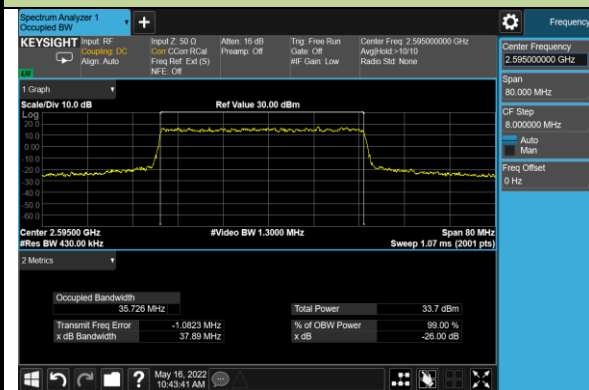 Spectrum Analyzer 1
Occupied BW
+
Frequency
KEYSIGHT
Input: RF
Coupling: DC
Align: Auto
Input Z: 50 Ω
Corr CCorr RCal
Freq Ref: Ext (S)
NFE: Off
Atten: 16 dB
Preamp: Off
Trig: Free Run
Gate: Off
#IF Gain: Low
Center Freq: 2.595000000 GHz
Avg|Hold:>10/10
Radio Std: None
Center Frequency
2.595000000 GHz
Span
80.000 MHz
CF Step
8.000000 MHz
Auto
Man
Freq Offset
0 Hz
1 Graph
Scale/Div 10.0 dB
Ref Value 30.00 dBm
Log
20.0
10.0
0.00
-10.0
-20.0
-30.0
-40.0
-50.0
-60.0
Center 2.59500 GHz
#Video BW 1.3000 MHz
Span 80 MHz
#Res BW 430.00 kHz
Sweep 1.07 ms (2001 pts)
2 Metrics
Occupied Bandwidth
35.726 MHz
Total Power 33.7 dBm
Transmit Freq Error -1.0823 MHz
% of OBW Power 99.00 %
x dB Bandwidth 37.89 MHz
x dB -26.00 dB
?
May 16, 2022
10:43:41 AM